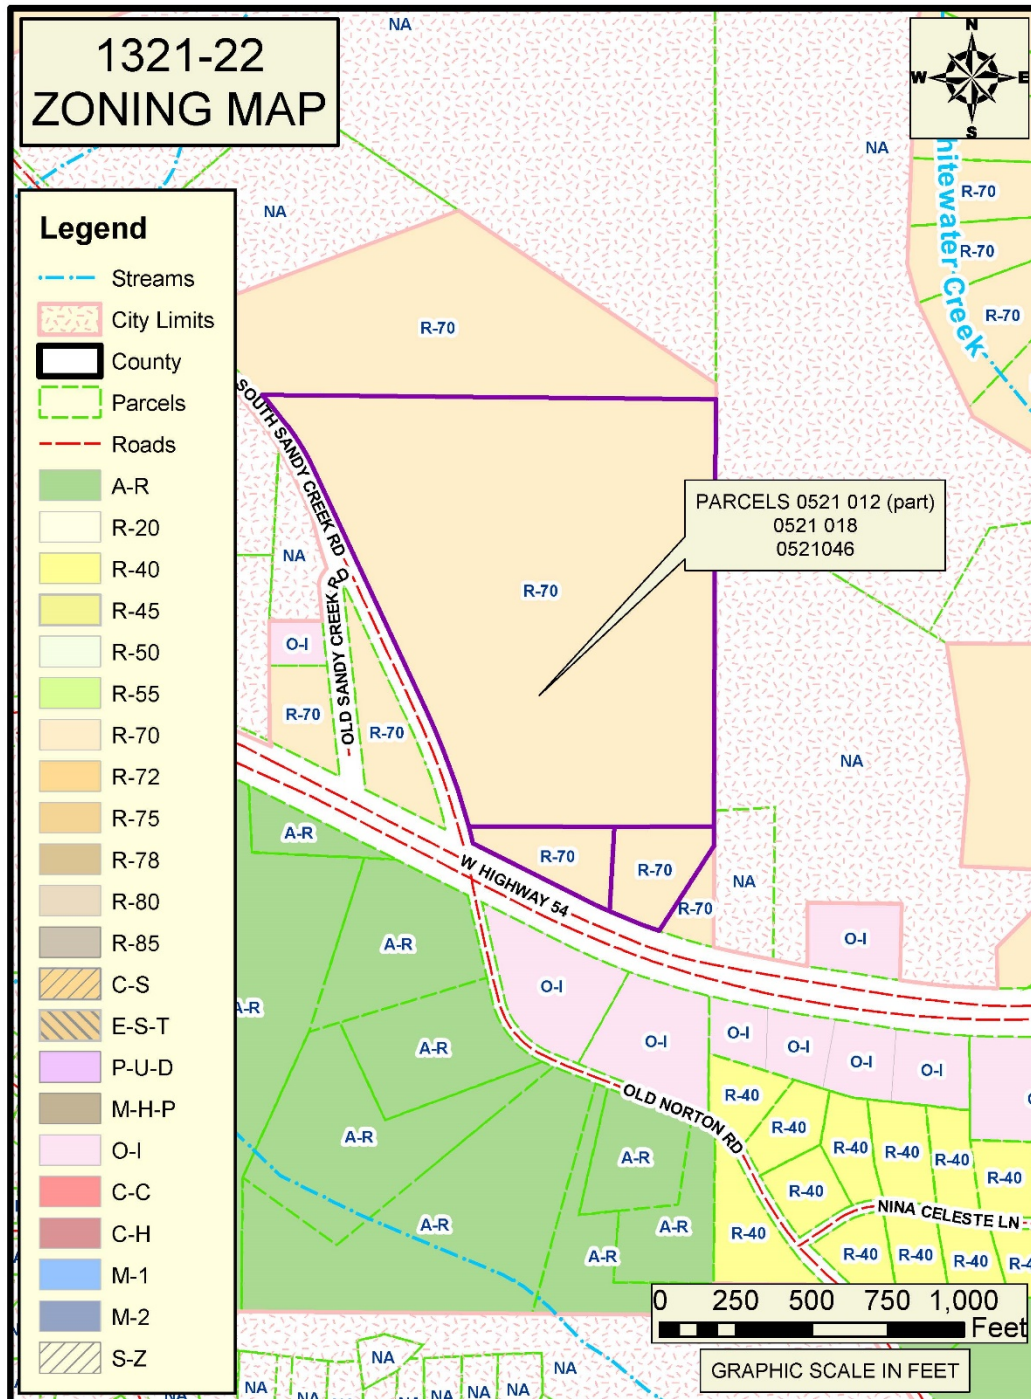 1321-22
ZONING MAP
N
W
E
S
Legend
Streams
City Limits
County
Parcels
Roads
A-R
R-20
R-40
R-45
R-50
R-55
R-70
R-72
R-75
R-78
R-80
R-85
C-S
E-S-T
P-U-D
M-H-P
O-I
C-C
C-H
M-1
M-2
S-Z
NA
NA
NA
R-70
R-70
R-70
hitewater Creek
R-70
SOUTH SANDY CREEK RD
PARCELS 0521 012 (part)
0521 018
0521046
NA
R-70
OLD SANDY CREEK RD
O-I
R-70
R-70
NA
A-R
R-70
R-70
NA
R-70
W HIGHWAY 54
O-I
A-R
O-I
A-R
O-I
O-I
O-I
O-I
O-I
A-R
OLD NORTON RD
R-40
R-40
R-40
R-40
R-40
A-R
A-R
R-40
R-40
NINA CELESTE LN
A-R
A-R
A-R
R-40
R-40
R-40
R-40
0 250 500 750 1,000
Feet
GRAPHIC SCALE IN FEET
NA
NA
NA
NA
NA
NA
NA